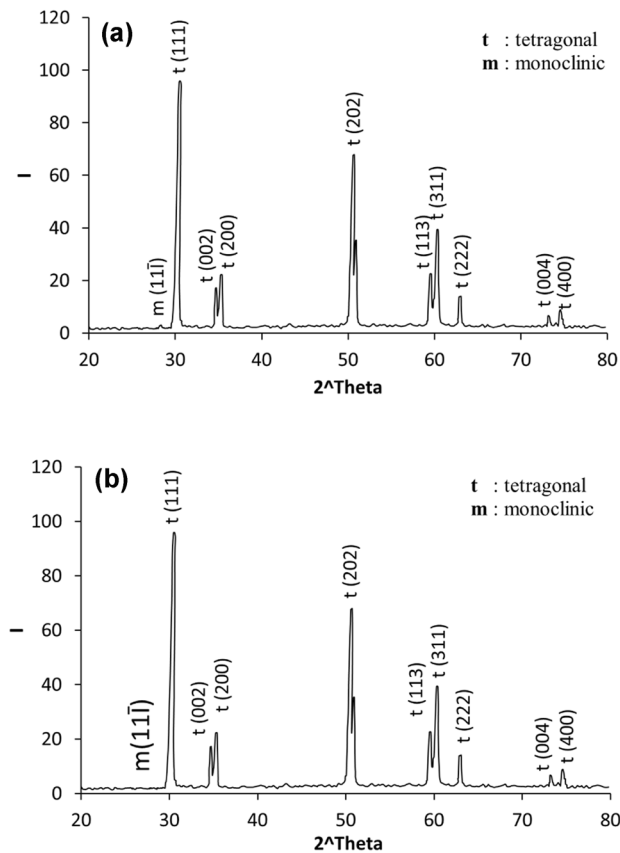 (a)
t : tetragonal
m : monoclinic
120
100
80
60
40
20
0
I
m (11Ī)
t (111)
t (002)
t (200)
t (202)
t (113)
t (311)
t (222)
t (004)
t (400)
20 30 40 50 60 70 80
2^Theta
(b)
t : tetragonal
m : monoclinic
120
100
80
60
40
20
0
I
m(11Ī)
t (111)
t (002)
t (200)
t (202)
t (113)
t (311)
t (222)
t (004)
t (400)
20 30 40 50 60 70 80
2^Theta